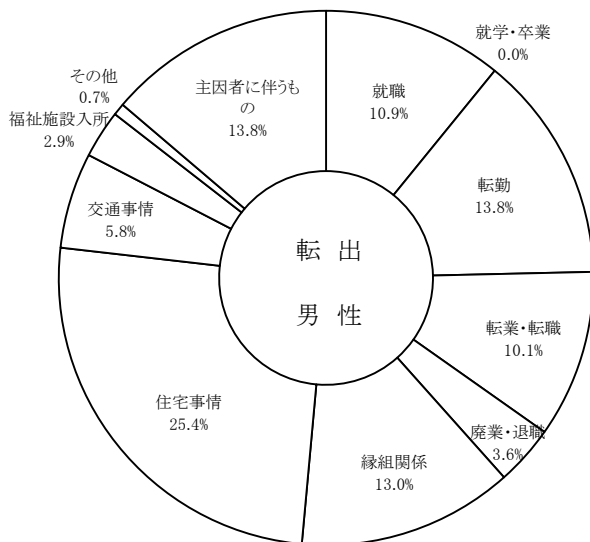 就学・卒業
0.0%
就職
10.9%
転勤
13.8%
転業・転職
10.1%
廃業・退職
3.6%
縁組関係
13.0%
住宅事情
25.4%
交通事情
5.8%
福祉施設入所
2.9%
その他
0.7%
主因者に伴うも
の
13.8%
転 出
男 性